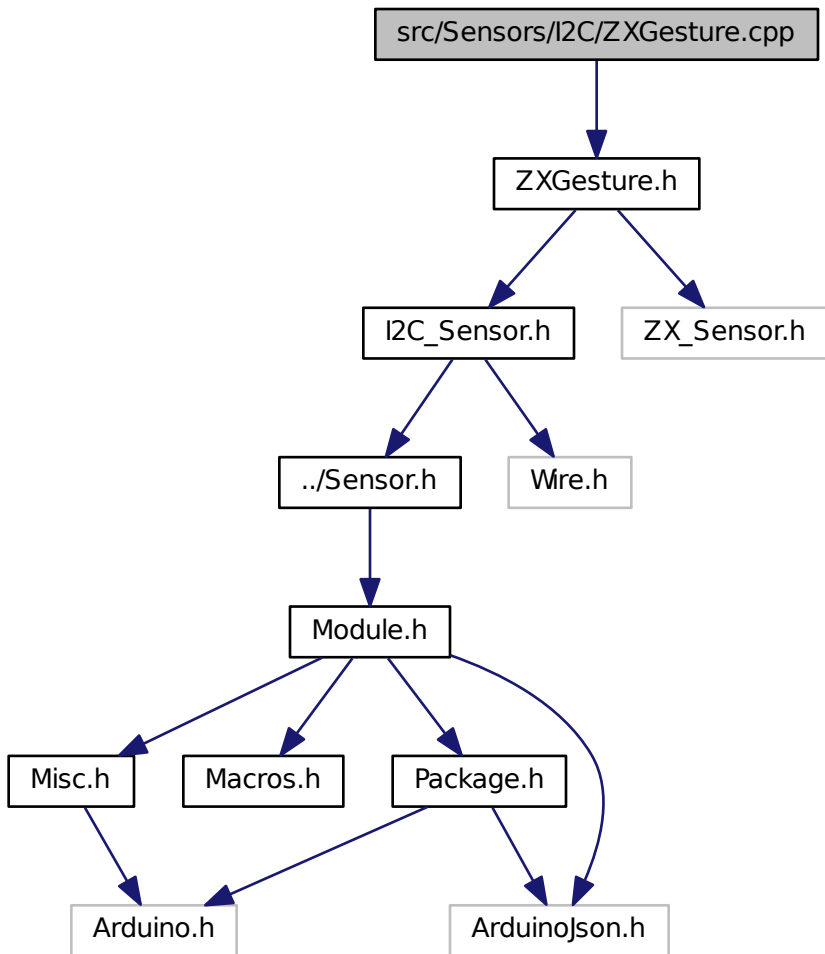 src/Sensors/I2C/ZXGesture.cpp
ZXGesture.h
I2C_Sensor.h
ZX_Sensor.h
../Sensor.h
Wire.h
Module.h
Misc.h
Macros.h
Package.h
Arduino.h
ArduinoJson.h